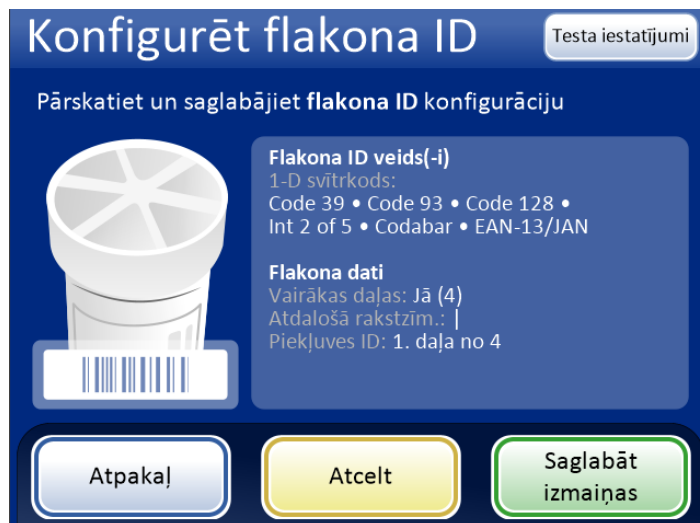 Konfigurēt flakona ID
Testa iestatījumi
Pārskatiet un saglabājiet flakona ID konfigurāciju
Flakona ID veids(-i)
1-D svītrkods:
Code 39 • Code 93 • Code 128 •
Int 2 of 5 • Codabar • EAN-13/JAN
Flakona dati
Vairākas daļas: Jā (4)
Atdalošā rakstzīm.: |
Piekļuves ID: 1. daļa no 4
Atpakaļ
Atcelt
Saglabāt
izmaiņas